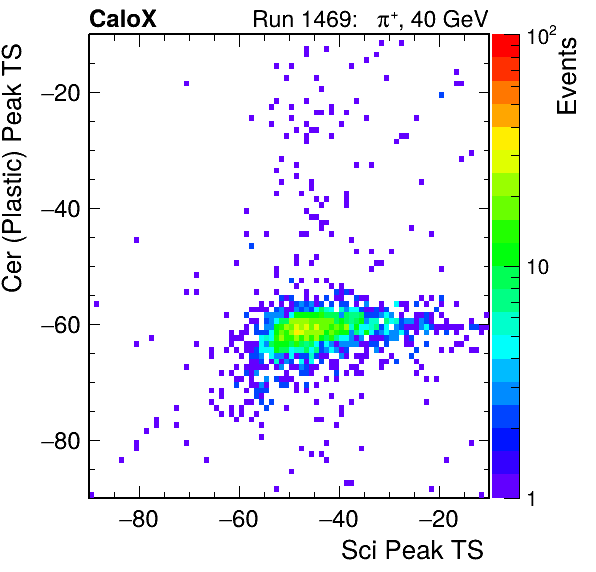 CaloX Run 1469: π⁺, 40 GeV
Cer (Plastic) Peak TS
−20
−40
−60
−80
−80 −60 −40 −20
Sci Peak TS
10²
10
1
Events